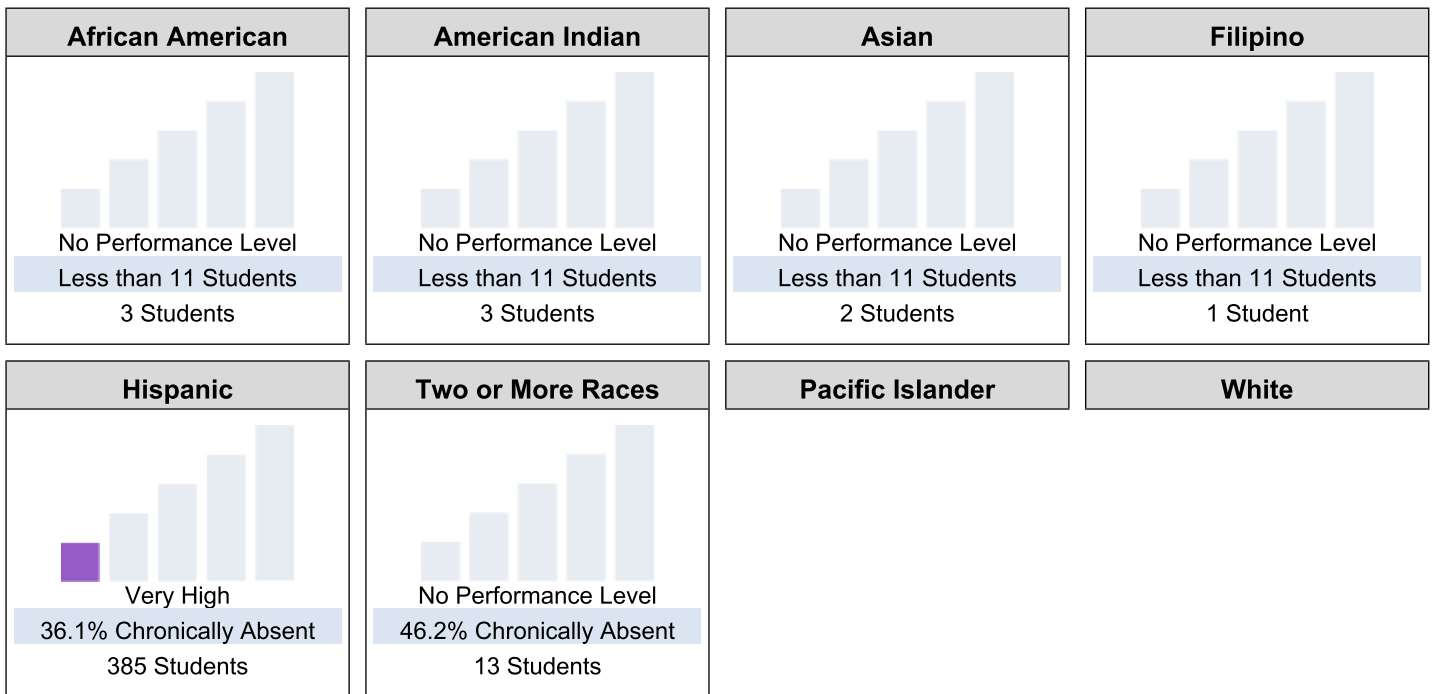 African American
American Indian
Asian
Filipino
No Performance Level
No Performance Level
No Performance Level
No Performance Level
Less than 11 Students
Less than 11 Students
Less than 11 Students
Less than 11 Students
3 Students
3 Students
2 Students
1 Student
Hispanic
Two or More Races
Pacific Islander
White
Very High
No Performance Level
36.1% Chronically Absent
46.2% Chronically Absent
385 Students
13 Students